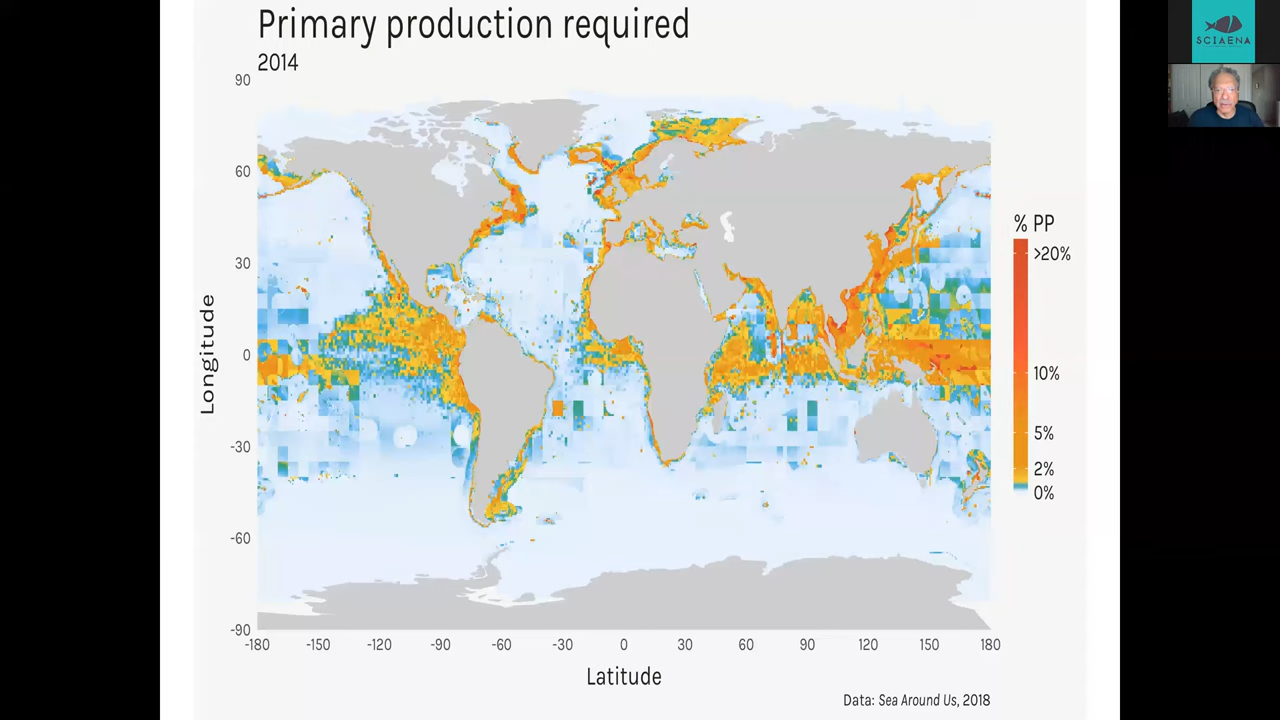 Primary production required
2014
SCIAENA
90
60
30
0
-30
-60
-90
Longitude
-180 -150 -120 -90 -60 -30 0 30 60 90 120 150 180
Latitude
% PP
>20%
10%
5%
2%
0%
Data: Sea Around Us, 2018